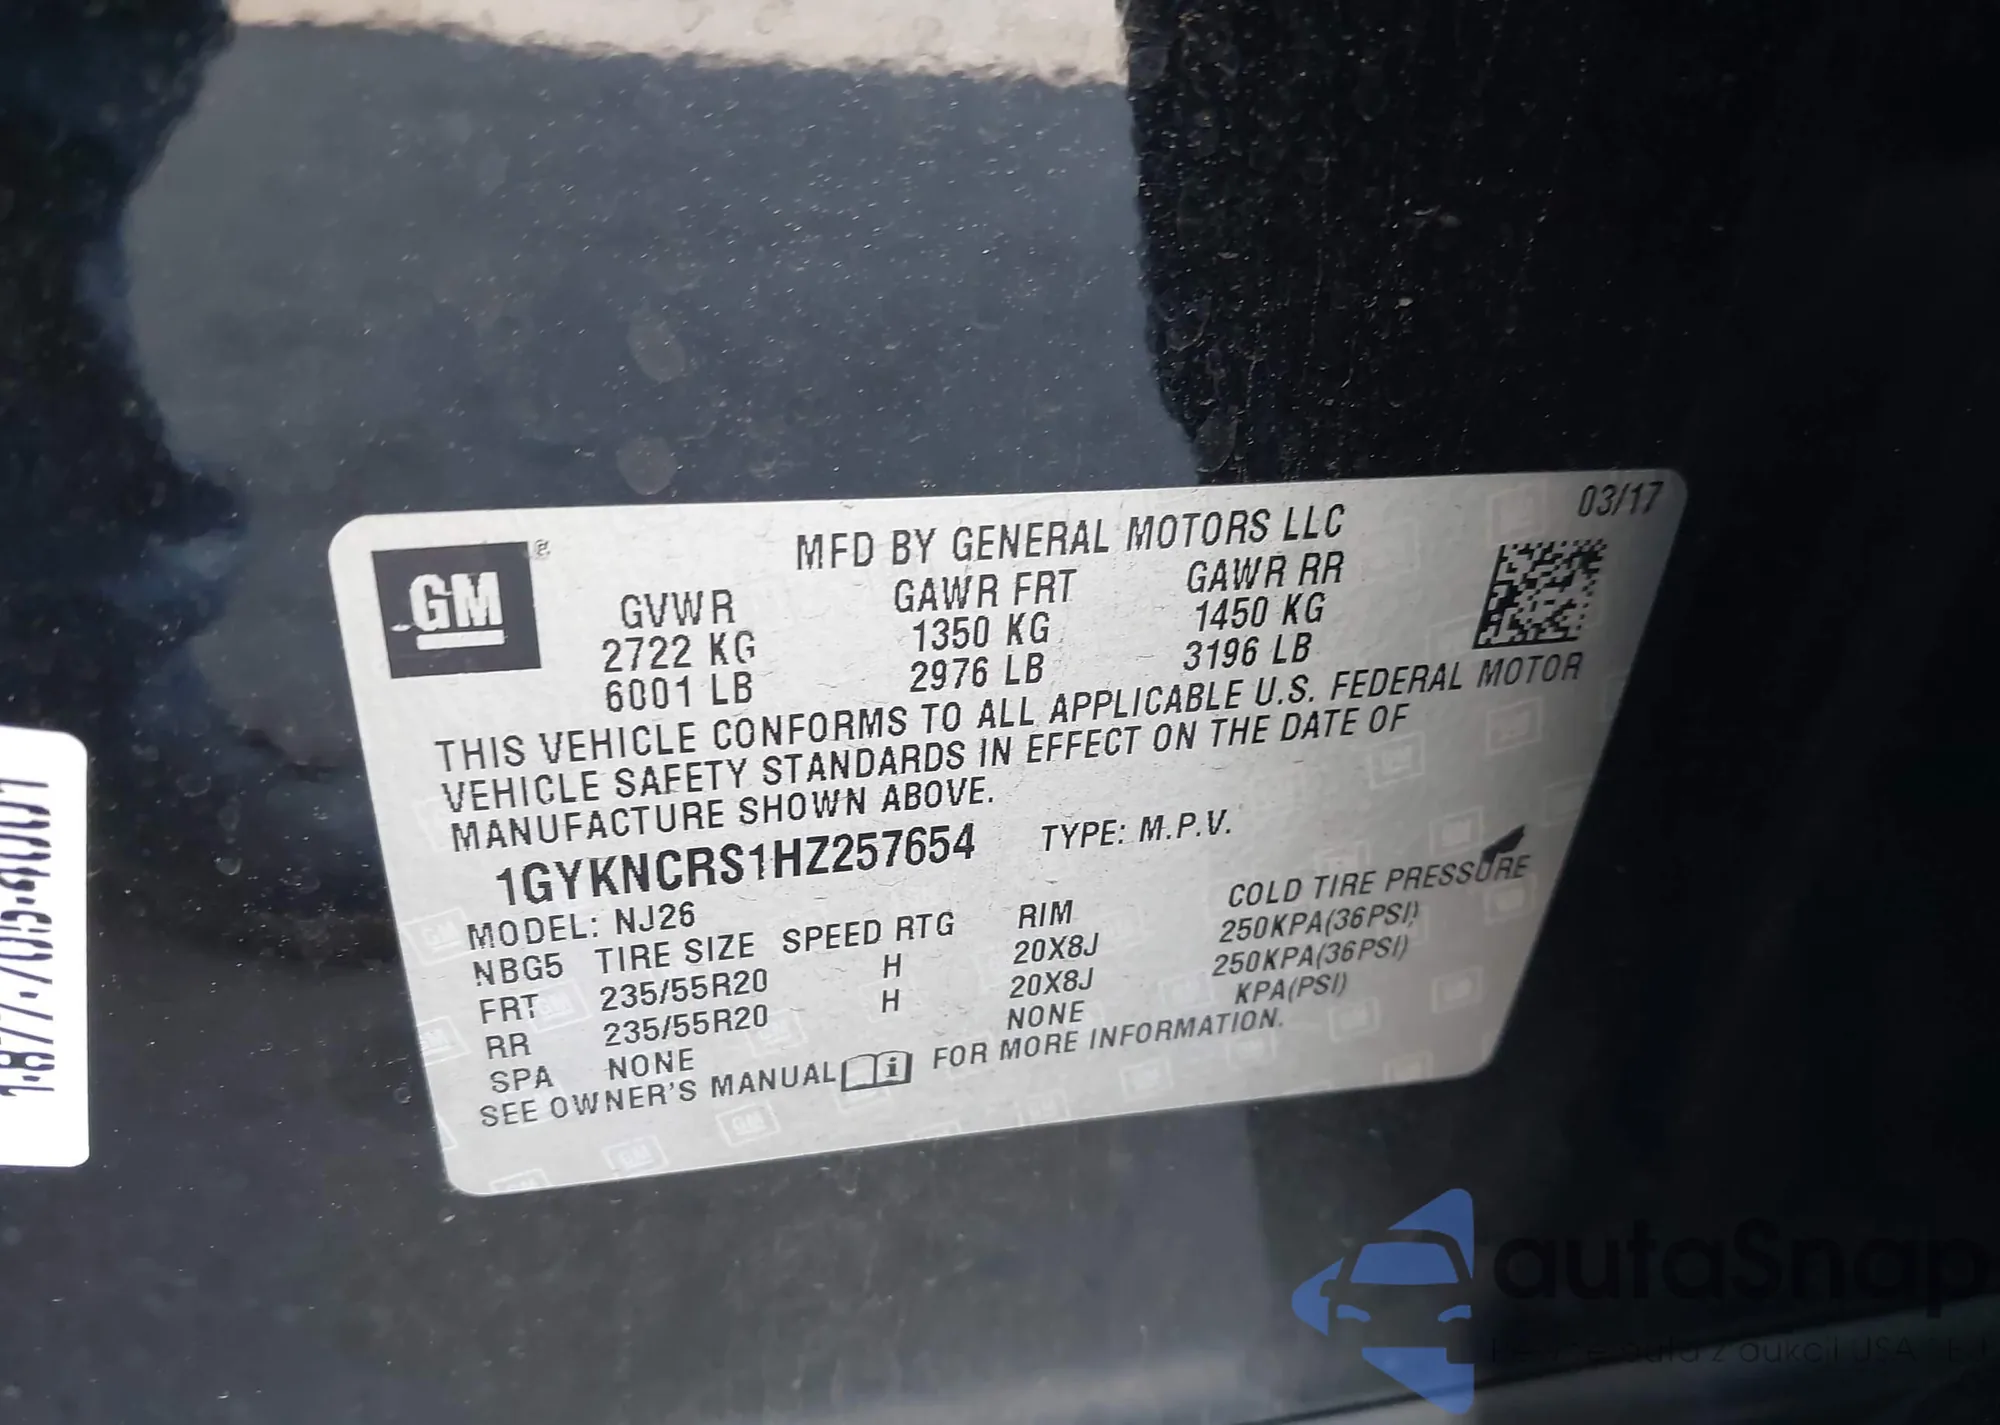 03/17
GM
MFD BY GENERAL MOTORS LLC
GVWR GAWR FRT GAWR RR
2722 KG 1350 KG 1450 KG
6001 LB 2976 LB 3196 LB
THIS VEHICLE CONFORMS TO ALL APPLICABLE U.S. FEDERAL MOTOR
VEHICLE SAFETY STANDARDS IN EFFECT ON THE DATE OF
MANUFACTURE SHOWN ABOVE.
1GYKNCRS1HZ257654 TYPE: M.P.V.
MODEL: NJ26
NBG5 TIRE SIZE SPEED RTG RIM COLD TIRE PRESSURE
FRT 235/55R20 H 20X8J 250KPA(36PSI)
RR 235/55R20 H 20X8J 250KPA(36PSI)
SPA NONE NONE KPA(PSI)
SEE OWNER'S MANUAL i FOR MORE INFORMATION.
autaSnap
auta z aukcji USA